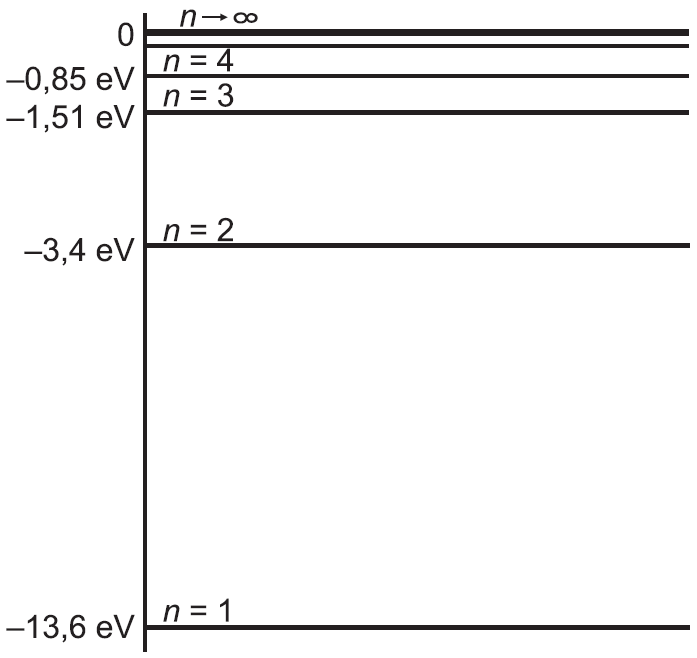 n→∞
0
n = 4
–0,85 eV
n = 3
–1,51 eV
n = 2
–3,4 eV
n = 1
–13,6 eV